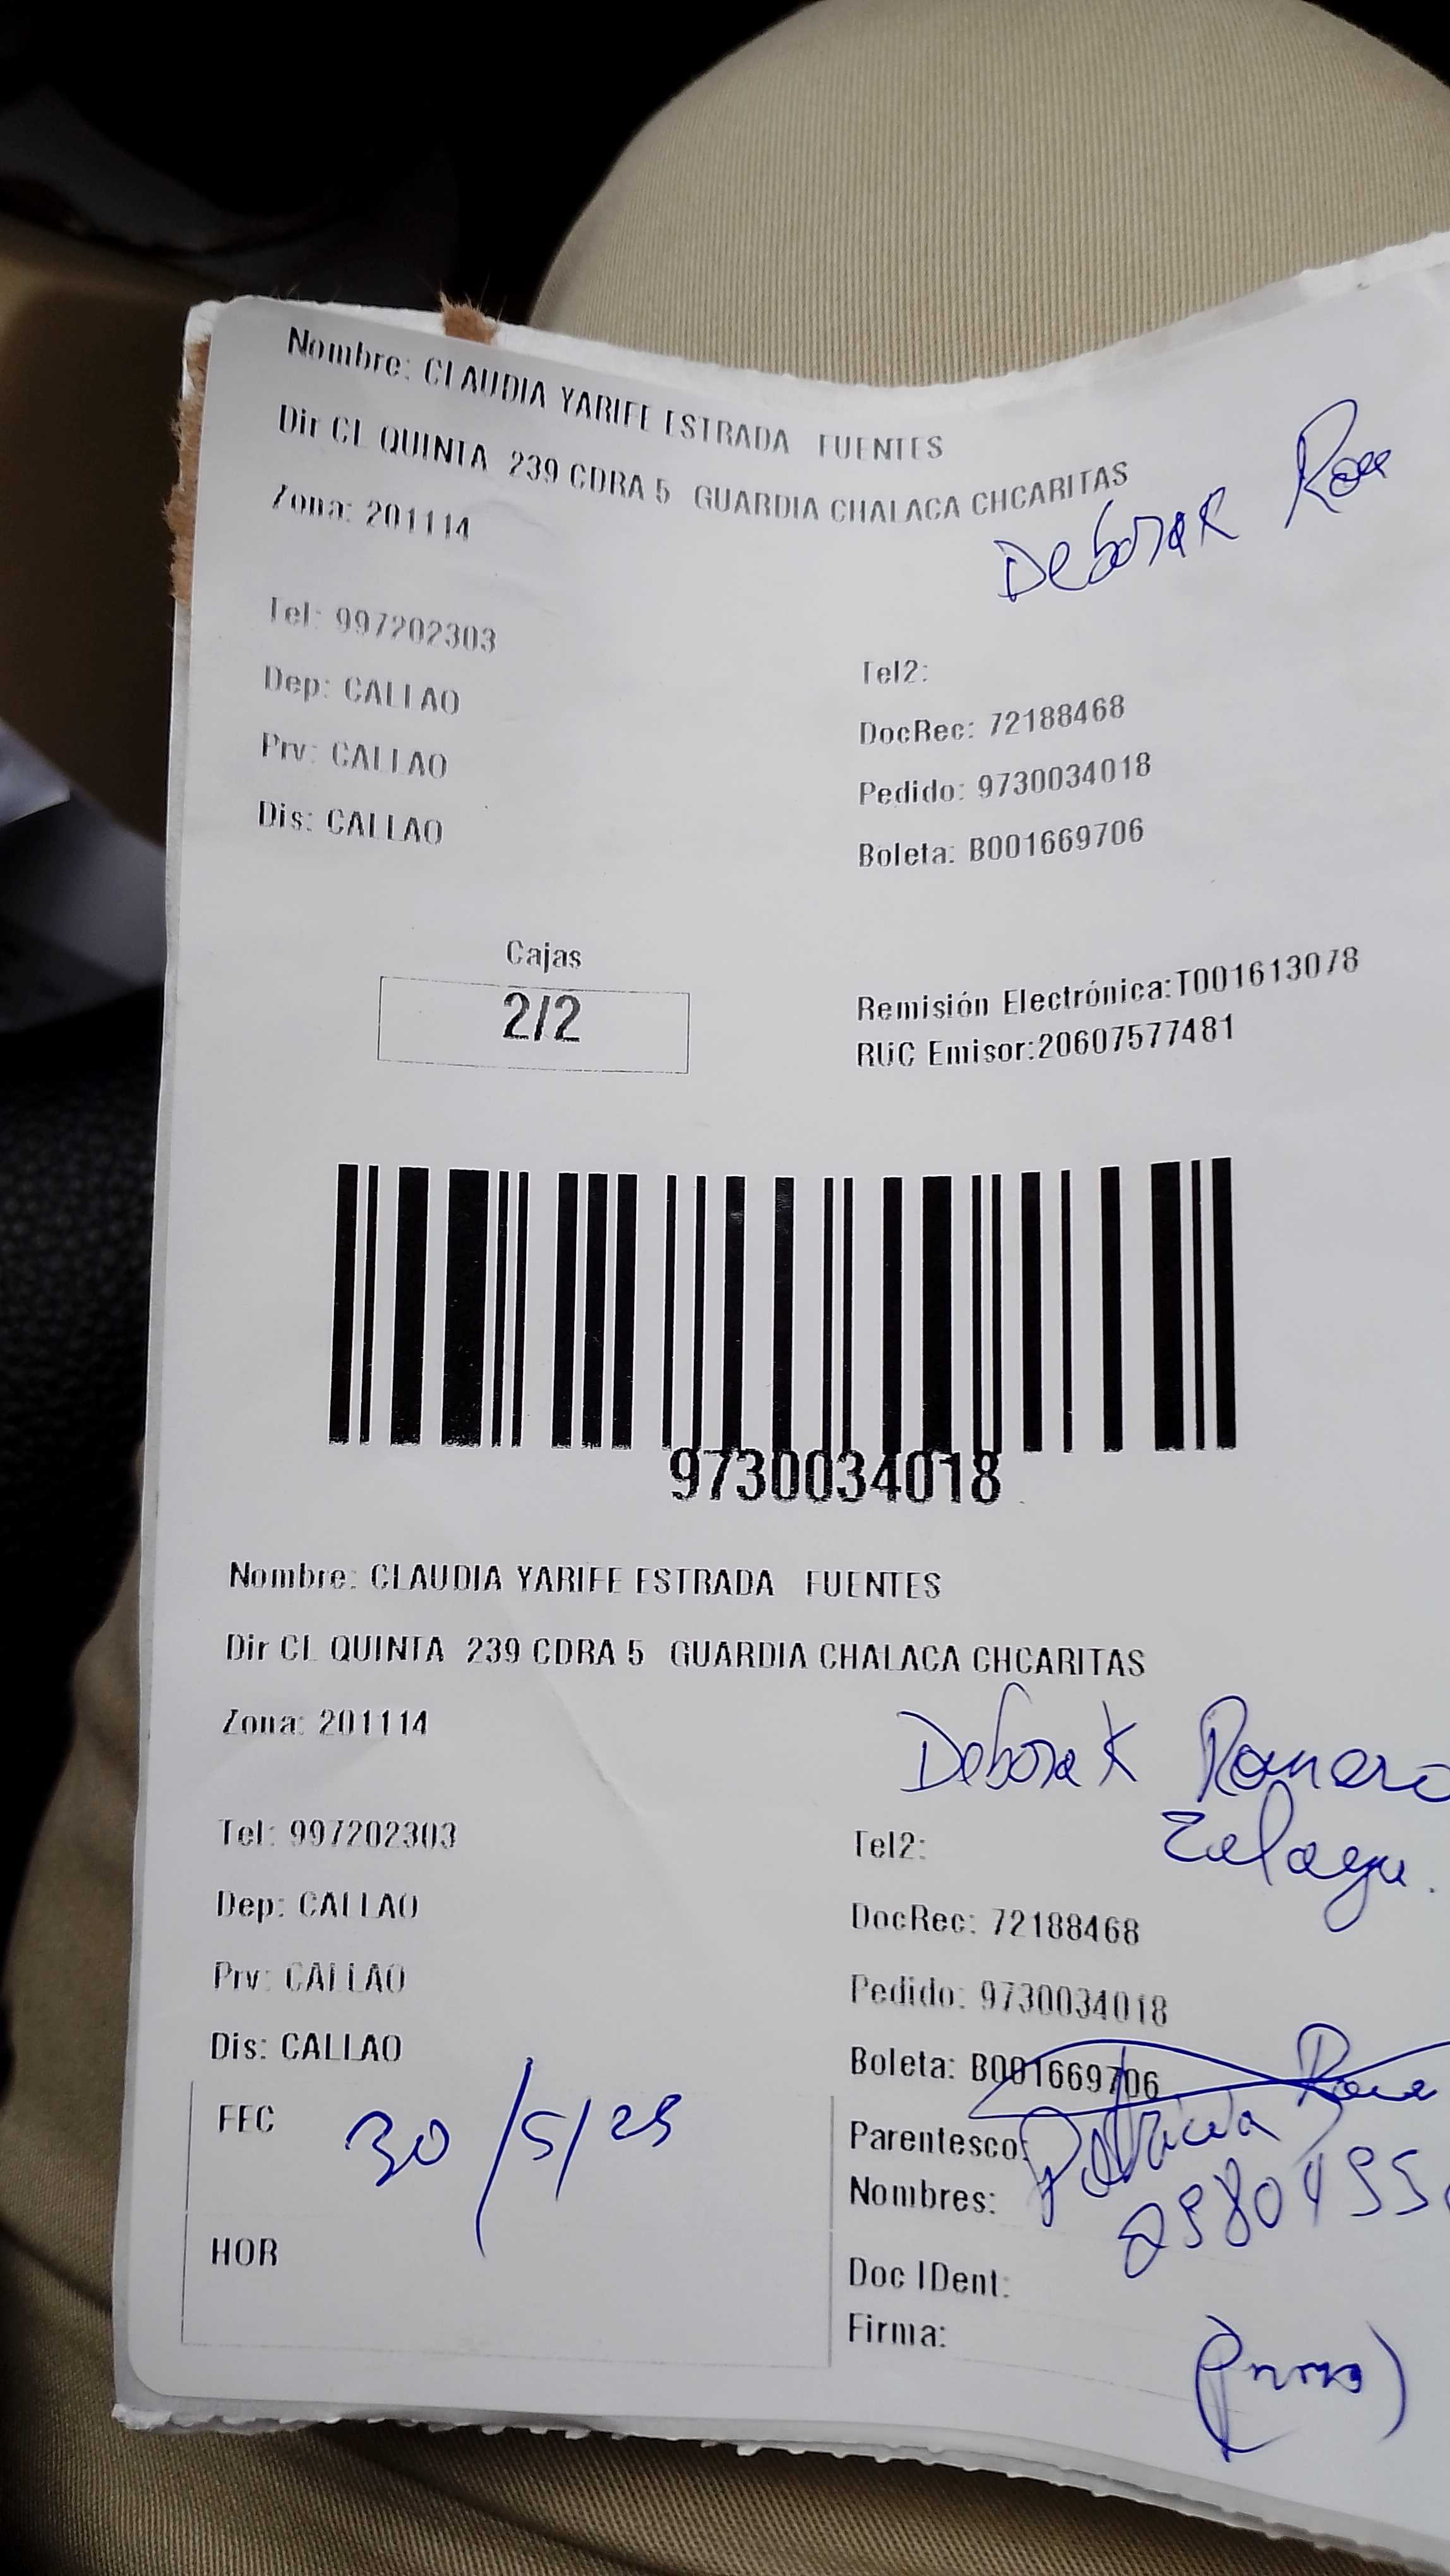 Nombre: CLAUDIA YARIFE ESTRADA FUENTES
Dir CL QUINTA 239 CDRA 5 GUARDIA CHALACA CHCARITAS
Zona: 201114
Deborak
Tel: 997202303
Tel2:
Dep: CALLAO
DocRec: 72188468
Prv: CALLAO
Pedido: 9730034018
Dis: CALLAO
Boleta: B001669706
Cajas
2/2
Remisión Electrónica:T001613078
RUC Emisor:20607577481
9730034018
Nombre: CLAUDIA YARIFE ESTRADA FUENTES
Dir CL QUINTA 239 CDRA 5 GUARDIA CHALACA CHCARITAS
Zona: 201114
Deborak Romero
Tel: 997202303
Tel2:
Dep: CALLAO
DocRec: 72188468
Prv: CALLAO
Pedido: 9730034018
Dis: CALLAO
Boleta: B001669706
FEC 30/5/25
Parentesco:
Patricia
Nombres:
HOR
Doc IDent:
Firma: